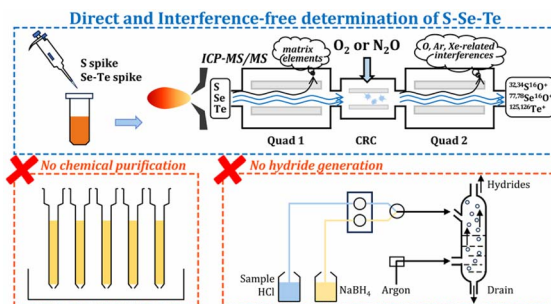 Direct and Interference-free determination of S-Se-Te
S spike
Se-Te spike
ICP-MS/MS
matrix
elements
O₂ or N₂O
O, Ar, Xe-related
interferences
S
Se
Te
³²,³⁴S¹⁶O⁺
⁷⁷,⁷⁸Se¹⁶O⁺
¹²⁵,¹²⁶Te⁺
Quad 1
CRC
Quad 2
No chemical purification
No hydride generation
Hydrides
Sample
HCl
NaBH₄
Argon
Drain